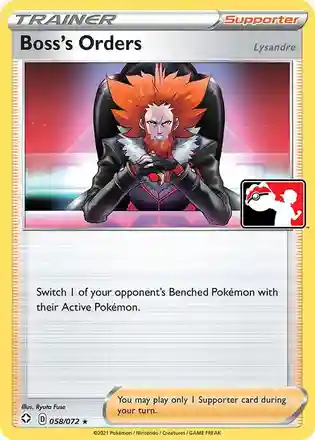 TRAINER
Supporter
Boss's Orders
Lysandre
Switch 1 of your opponent's Benched Pokémon with
their Active Pokémon.
Illus. Ryuta Fuse
D 058/072 ★
You may play only 1 Supporter card during
your turn.
©2021 Pokémon / Nintendo / Creatures / GAME FREAK